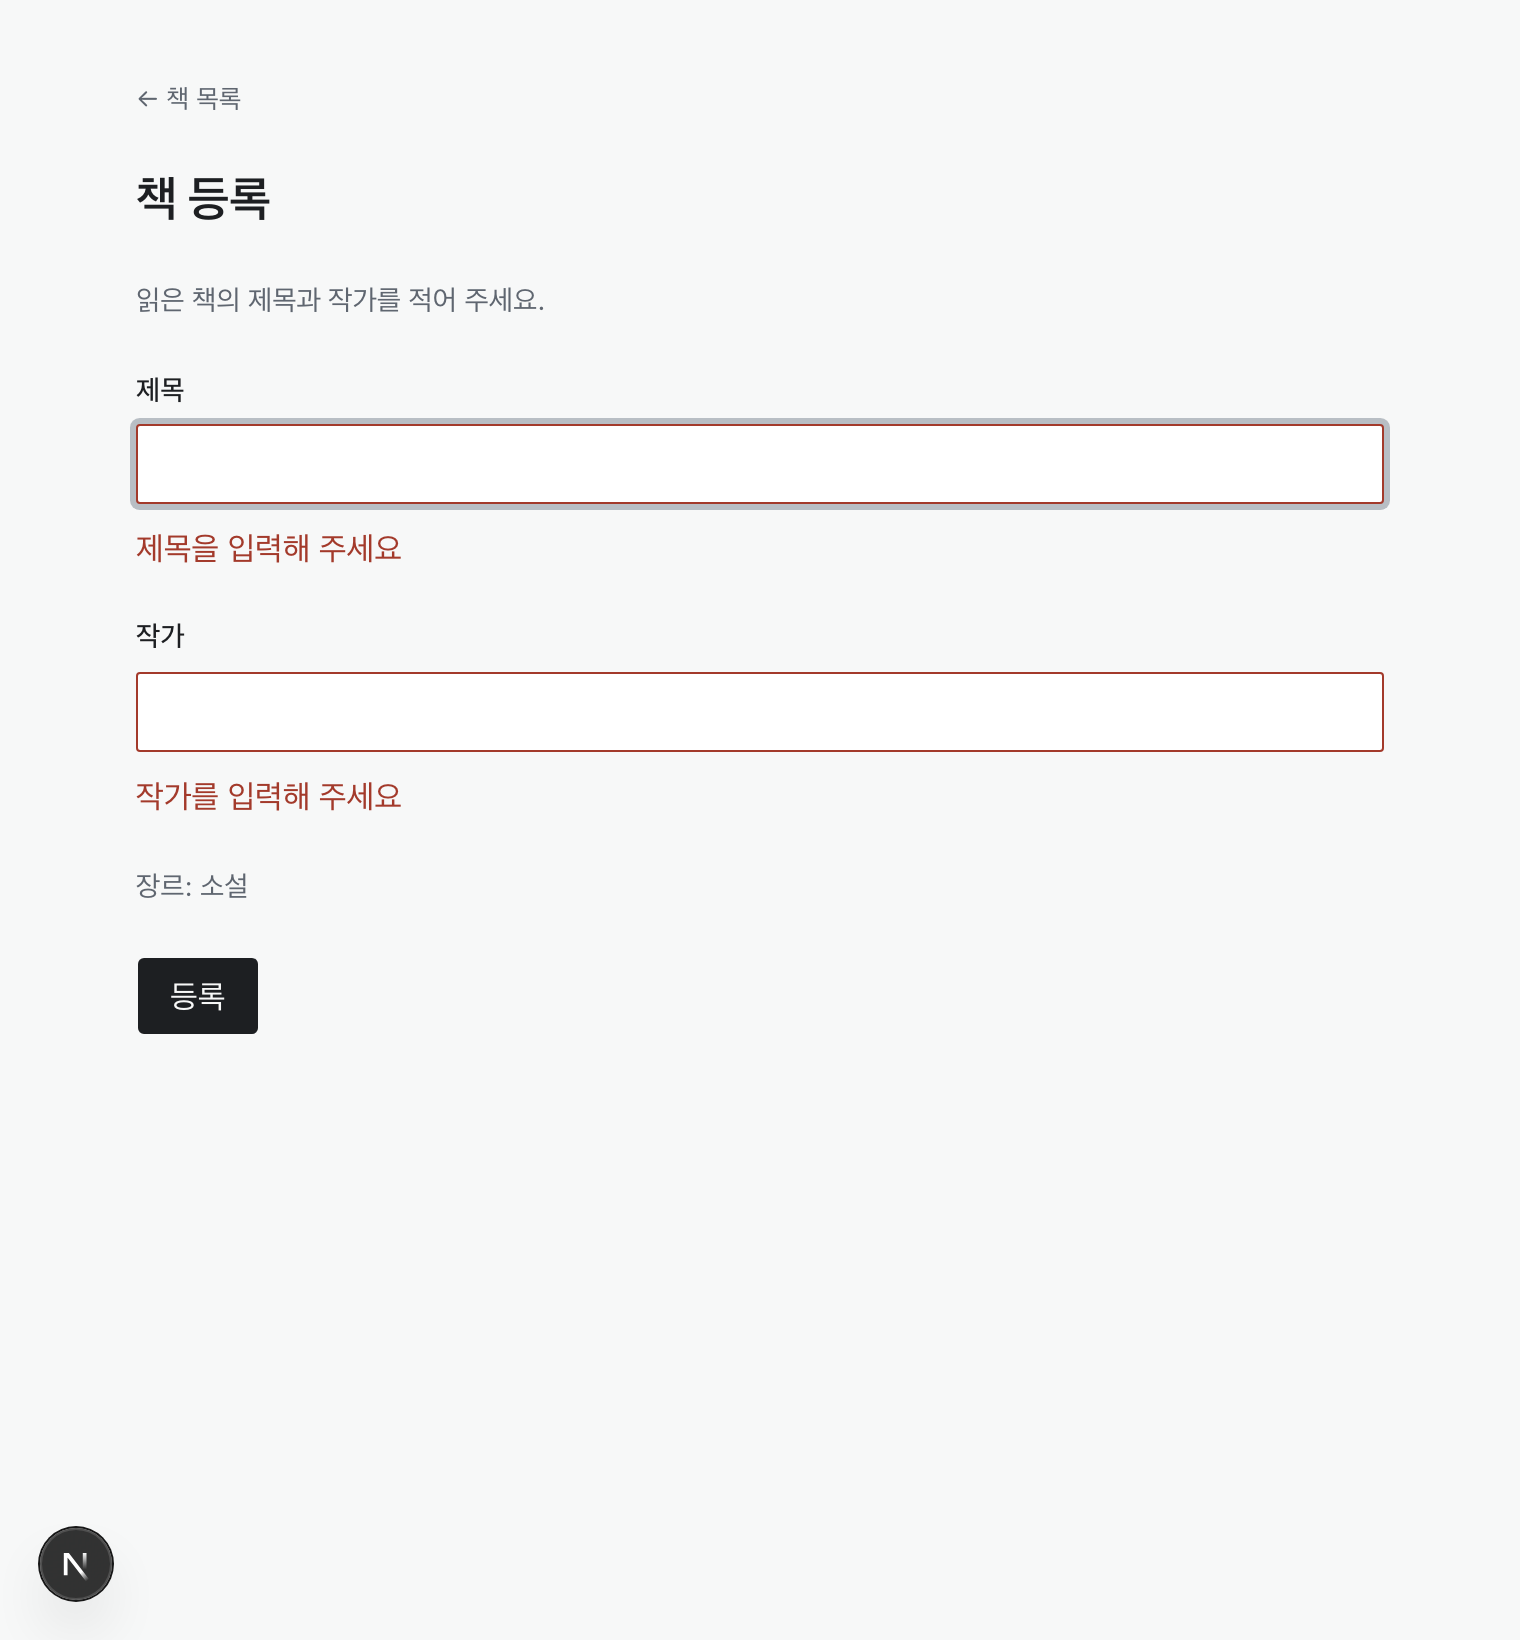 ← 책 목록
책 등록
읽은 책의 제목과 작가를 적어 주세요.
제목
제목을 입력해 주세요
작가
작가를 입력해 주세요
장르: 소설
등록
N